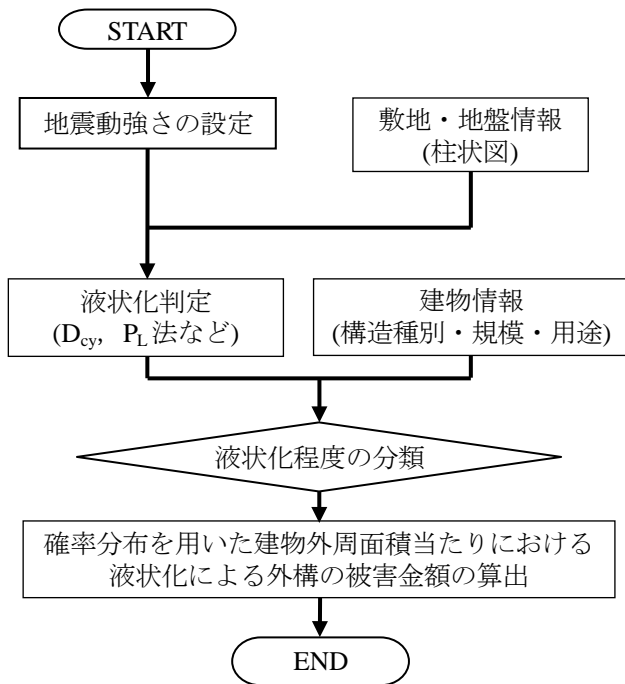 START
地震動強さの設定
敷地・地盤情報
(柱状図)
液状化判定
(Dcy, PL法など)
建物情報
(構造種別・規模・用途)
液状化程度の分類
確率分布を用いた建物外周面積当たりにおける
液状化による外構の被害金額の算出
END